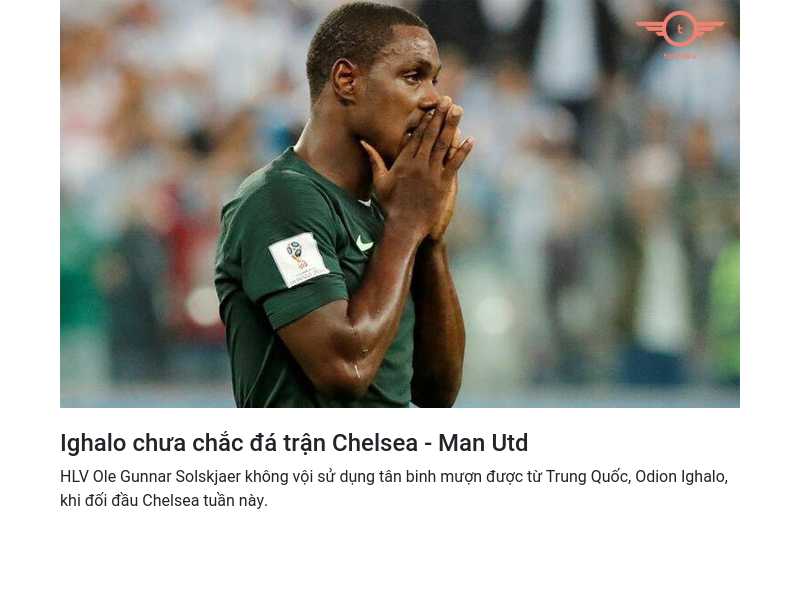 t
Ighalo chưa chắc đá trận Chelsea - Man Utd
HLV Ole Gunnar Solskjaer không vội sử dụng tân binh mượn được từ Trung Quốc, Odion Ighalo,
khi đối đầu Chelsea tuần này.